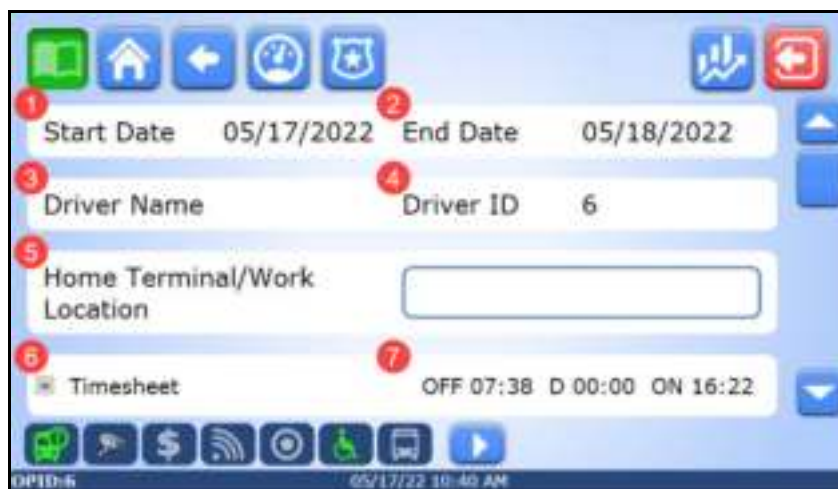 1 2
Start Date 05/17/2022 End Date 05/18/2022
3 4
Driver Name Driver ID 6
5
Home Terminal/Work
Location
6 7
Timesheet OFF 07:38 D 00:00 ON 16:22
$
OPID:6 05/17/22 10:40 AM